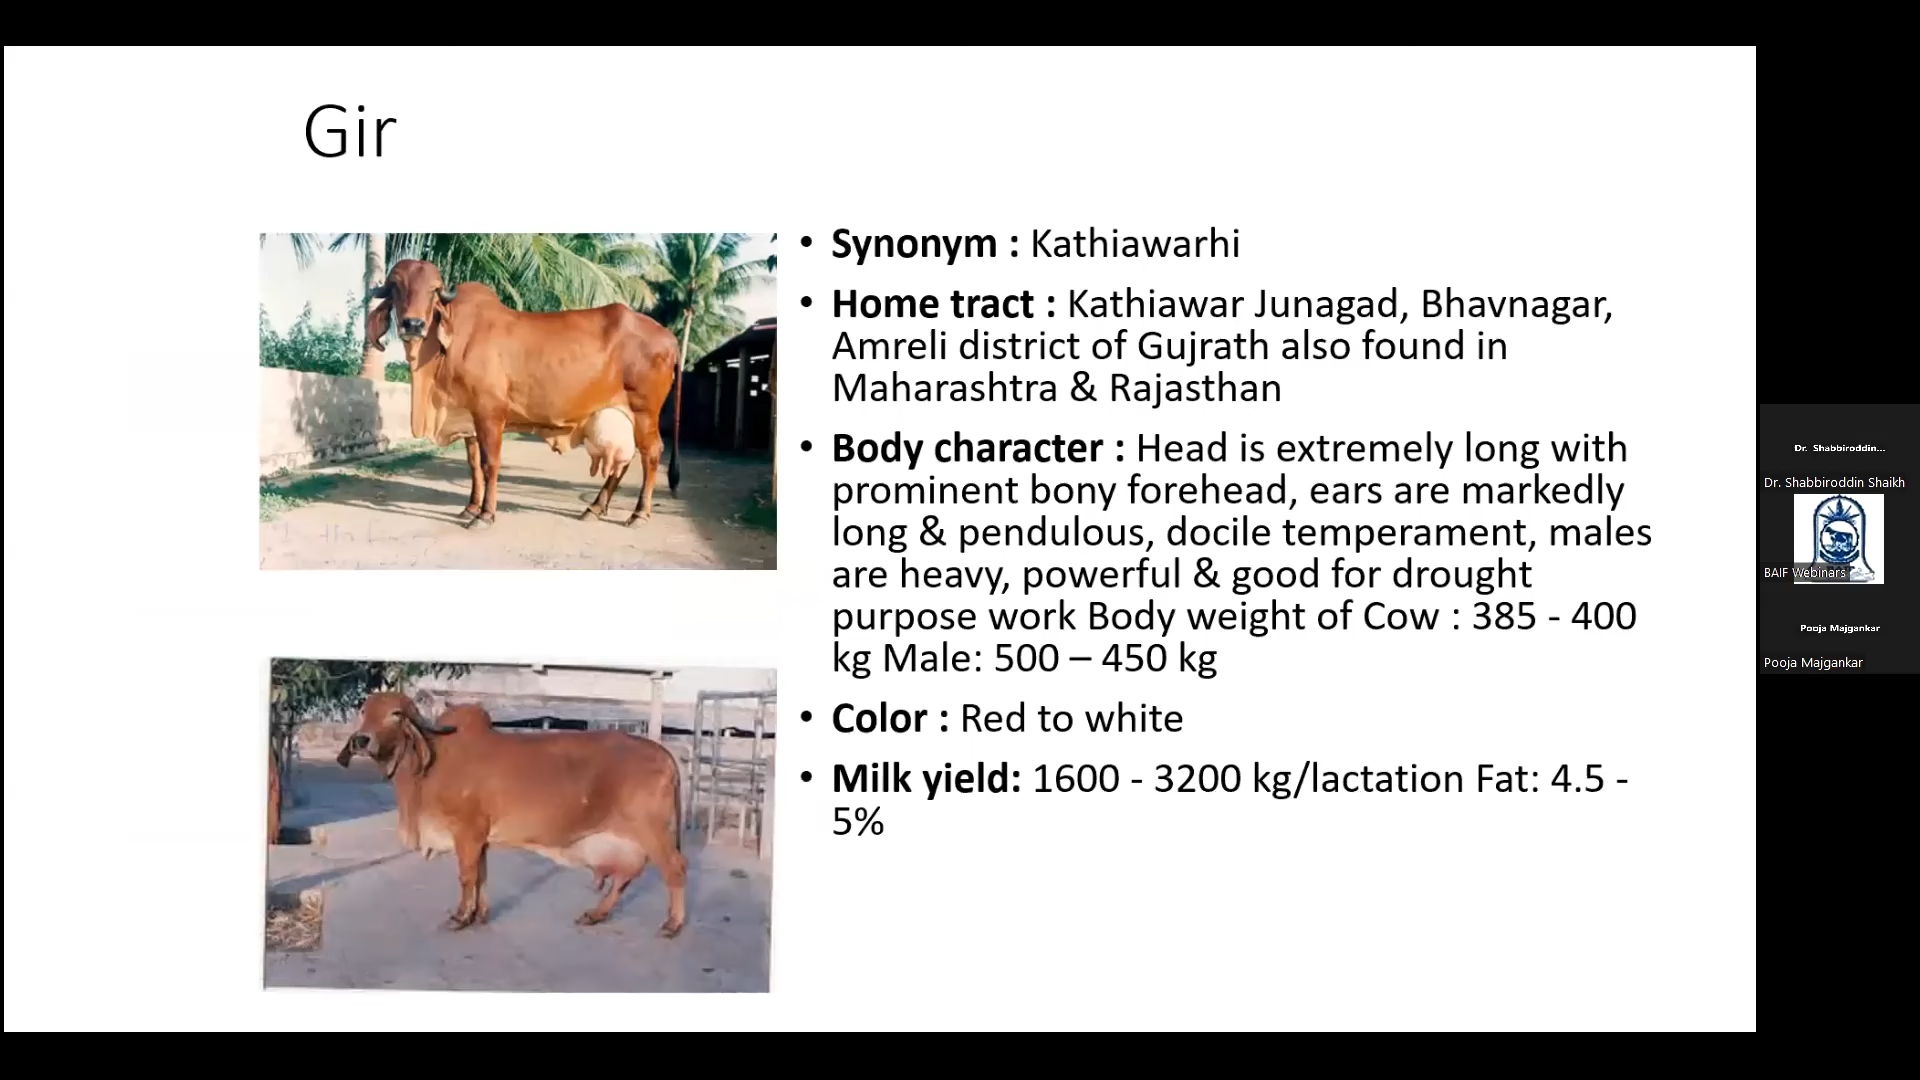 Gir
• Synonym : Kathiawarhi
• Home tract : Kathiawar Junagad, Bhavnagar,
Amreli district of Gujrath also found in
Maharashtra & Rajasthan
• Body character : Head is extremely long with
prominent bony forehead, ears are markedly
long & pendulous, docile temperament, males
are heavy, powerful & good for drought
purpose work Body weight of Cow : 385 - 400
kg Male: 500 – 450 kg
• Color : Red to white
• Milk yield: 1600 - 3200 kg/lactation Fat: 4.5 -
5%
Dr. Shabbiroddin...
Dr. Shabbiroddin Shaikh
BAIF Webinars
Pooja Majgankar
Pooja Majgankar